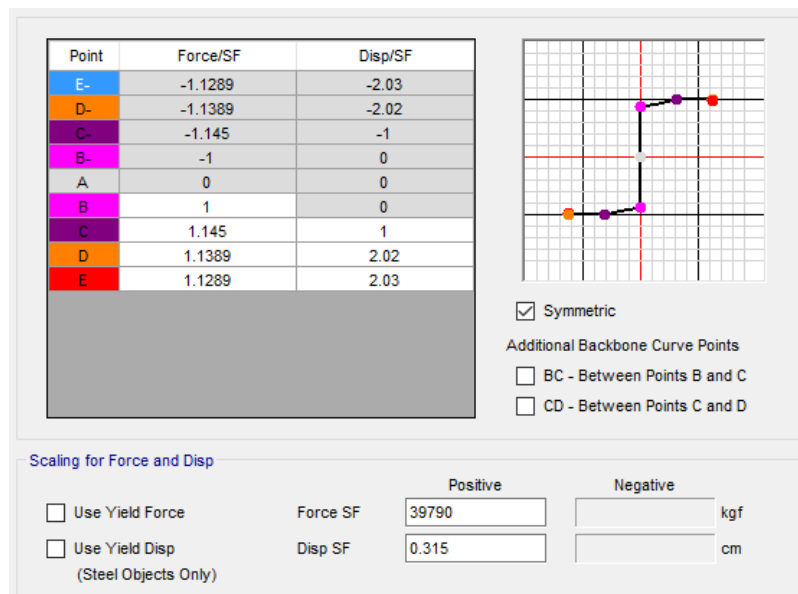 Point Force/SF Disp/SF
E- -1.1289 -2.03
D- -1.1389 -2.02
C- -1.145 -1
B- -1 0
A 0 0
B 1 0
C 1.145 1
D 1.1389 2.02
E 1.1289 2.03
Symmetric
Additional Backbone Curve Points
BC - Between Points B and C
CD - Between Points C and D
Scaling for Force and Disp
Positive Negative
Use Yield Force Force SF 39790 kgf
Use Yield Disp Disp SF 0.315 cm
(Steel Objects Only)